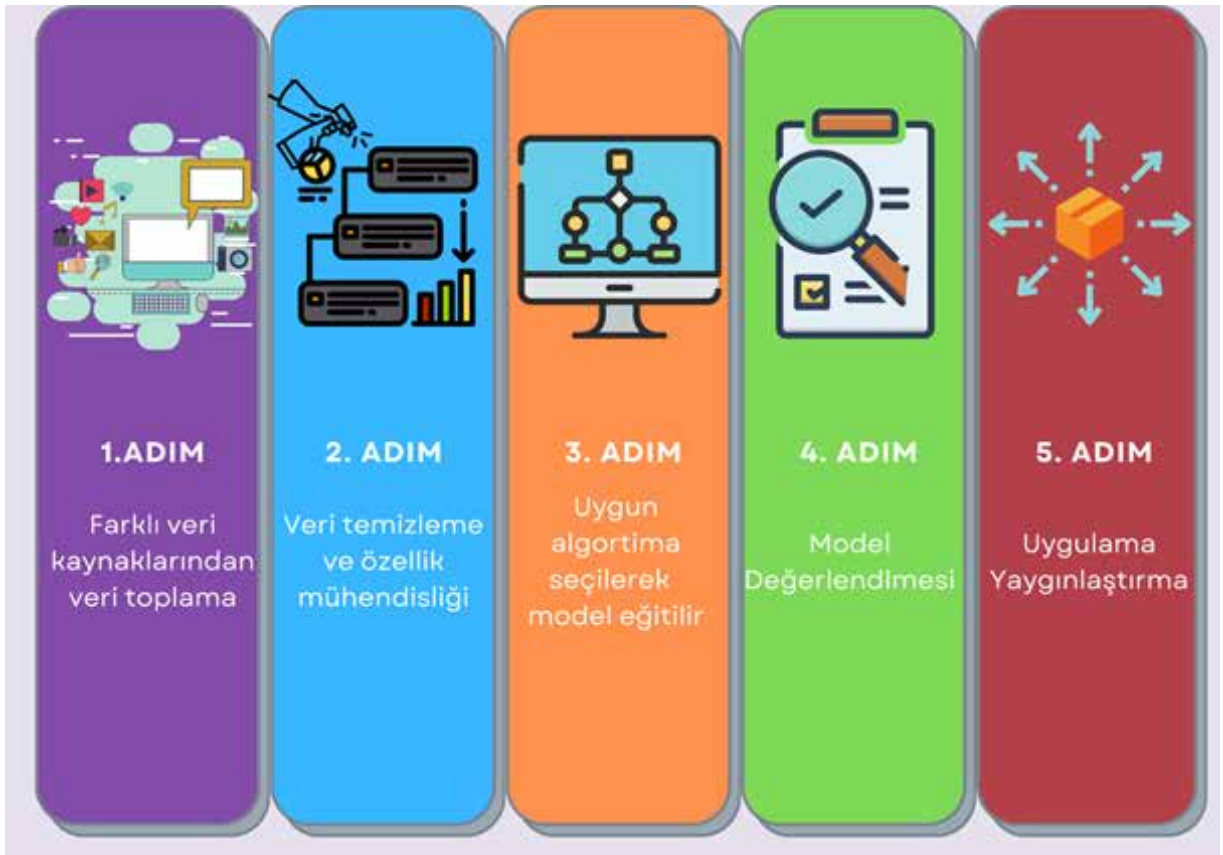 1.ADIM
Farklı veri
kaynaklarından
veri toplama
2. ADIM
Veri temizleme
ve özellik
mühendisliği
3. ADIM
Uygun
algortima
seçilerek
model eğitilir
4. ADIM
Model
Değerlendimesi
5. ADIM
Uygulama
Yaygınlaştırma